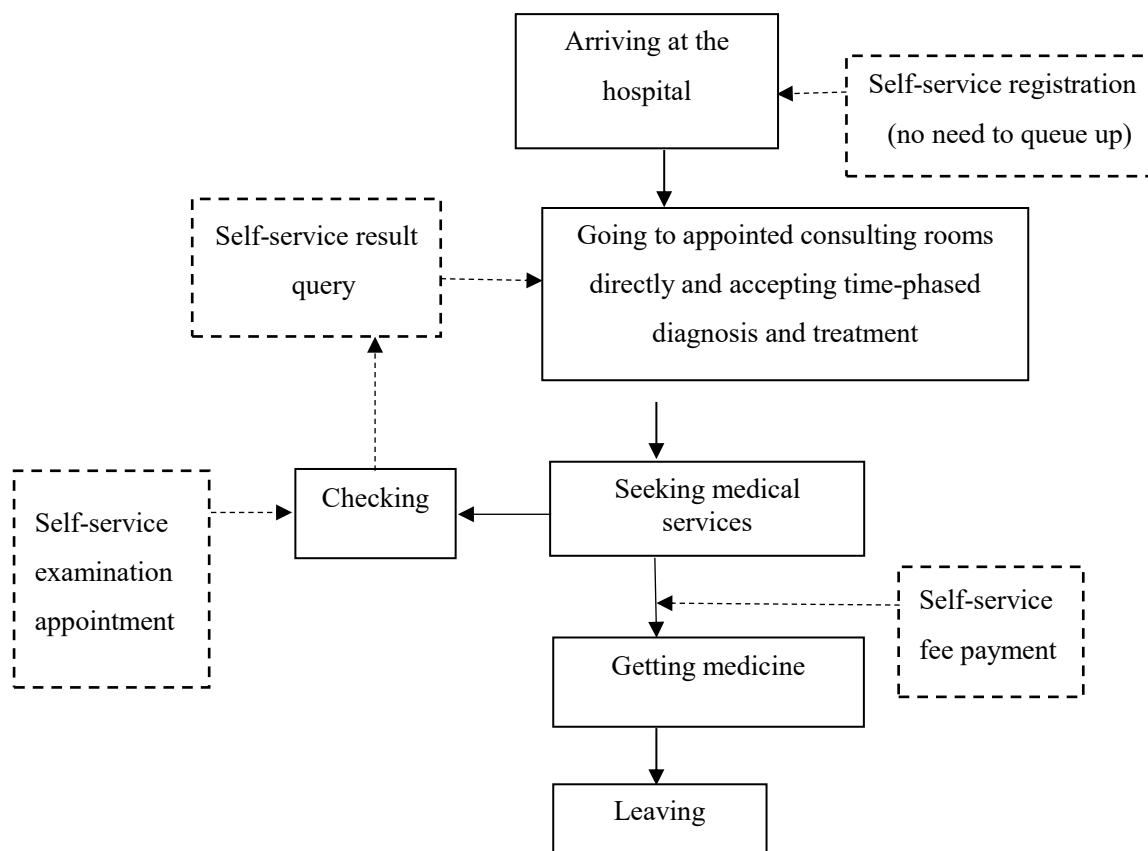 Arriving at the
hospital
Self-service registration
(no need to queue up)
Self-service result
query
Going to appointed consulting rooms
directly and accepting time-phased
diagnosis and treatment
Self-service
examination
appointment
Checking
Seeking medical
services
Self-service
fee payment
Getting medicine
Leaving